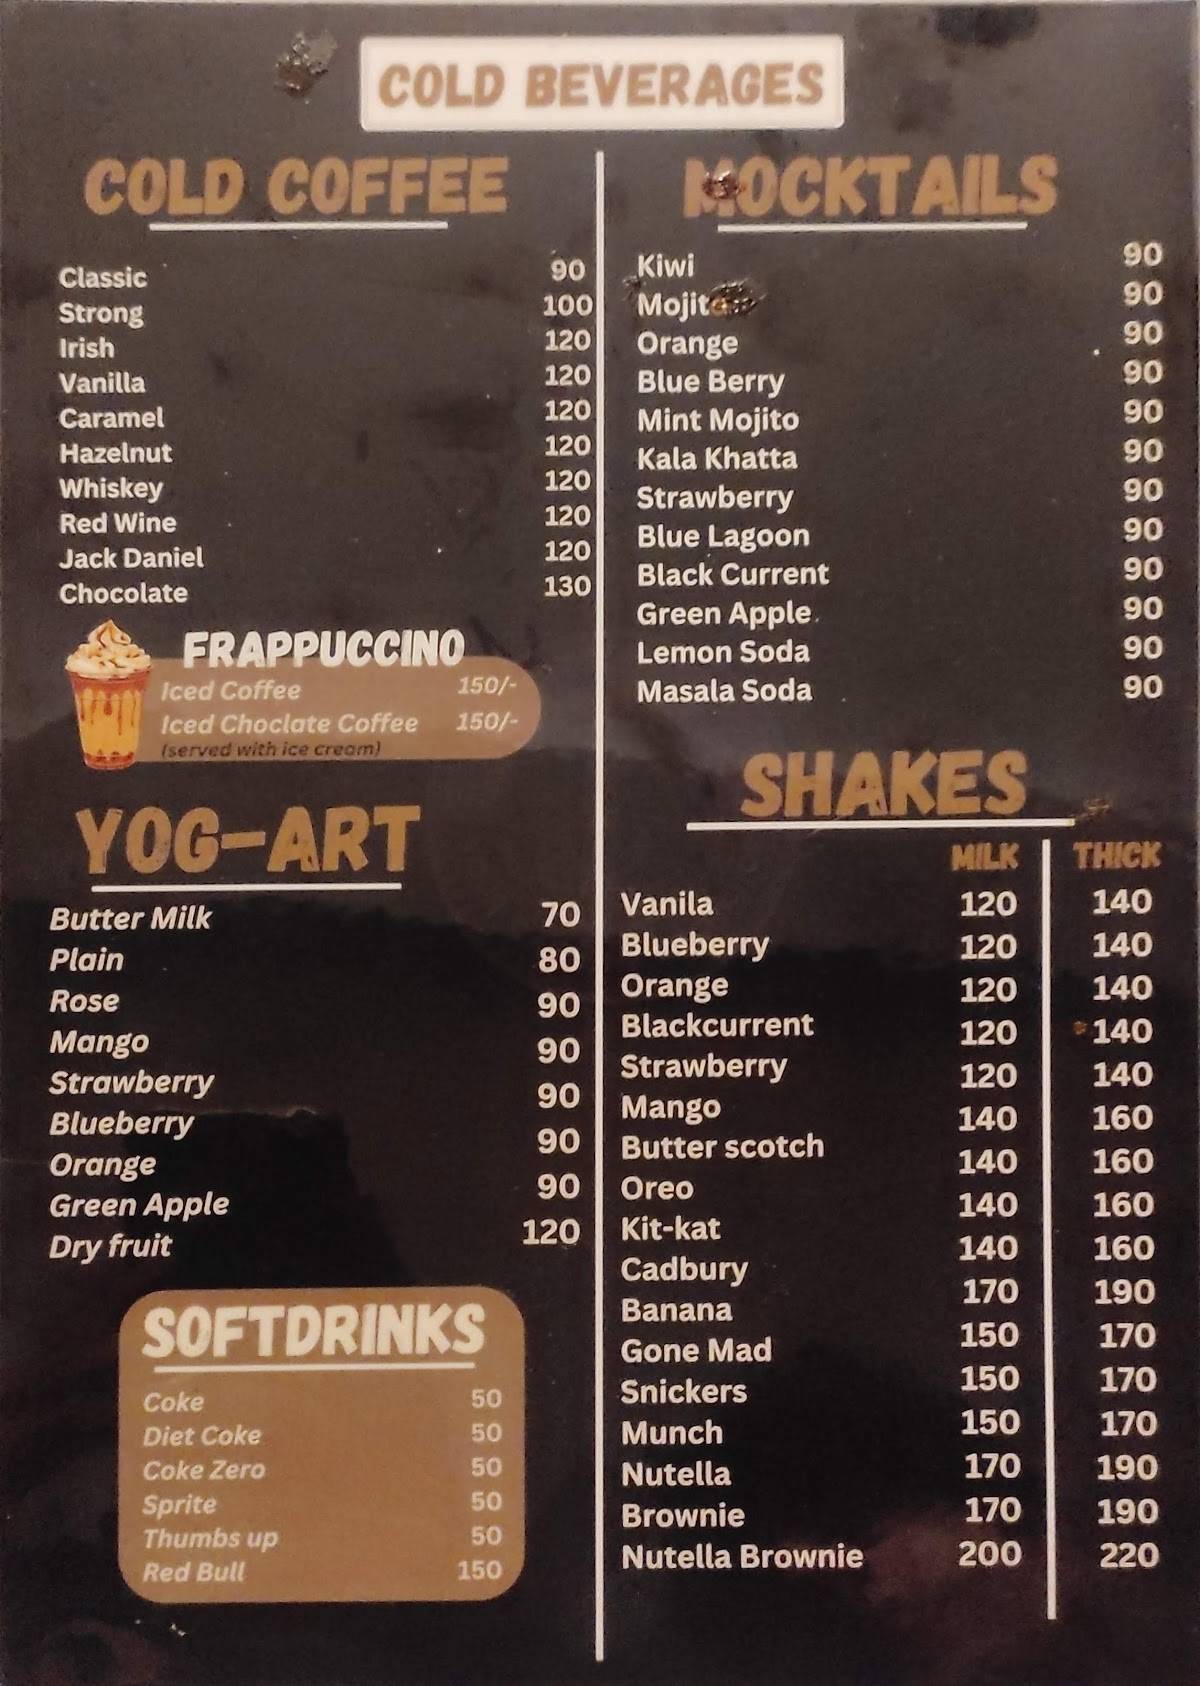 COLD BEVERAGES
COLD COFFEE
Classic 90
Strong 100
Irish 120
Vanilla 120
Caramel 120
Hazelnut 120
Whiskey 120
Red Wine 120
Jack Daniel 120
Chocolate 130
FRAPPUCCINO
Iced Coffee 150/-
Iced Choclate Coffee 150/-
(served with ice cream)
YOG-ART
Butter Milk
Plain
Rose
Mango
Strawberry
Blueberry
Orange
Green Apple
Dry fruit
70
80
90
90
90
90
90
120
SOFTDRINKS
Coke 50
Diet Coke 50
Coke Zero 50
Sprite 50
Thumbs up 50
Red Bull 150
MOCKTAILS
Kiwi 90
Mojito 90
Orange 90
Blue Berry 90
Mint Mojito 90
Kala Khatta 90
Strawberry 90
Blue Lagoon 90
Black Current 90
Green Apple 90
Lemon Soda 90
Masala Soda 90
SHAKES
MILK THICK
Vanila
Blueberry
Orange
Blackcurrent
Strawberry
Mango
Butter scotch
Oreo
Kit-kat
Cadbury
Banana
Gone Mad
Snickers
Munch
Nutella
Brownie
Nutella Brownie
120 140
120 140
120 140
120 140
120 140
140 160
140 160
140 160
140 160
170 190
150 170
150 170
150 170
170 190
170 190
200 220